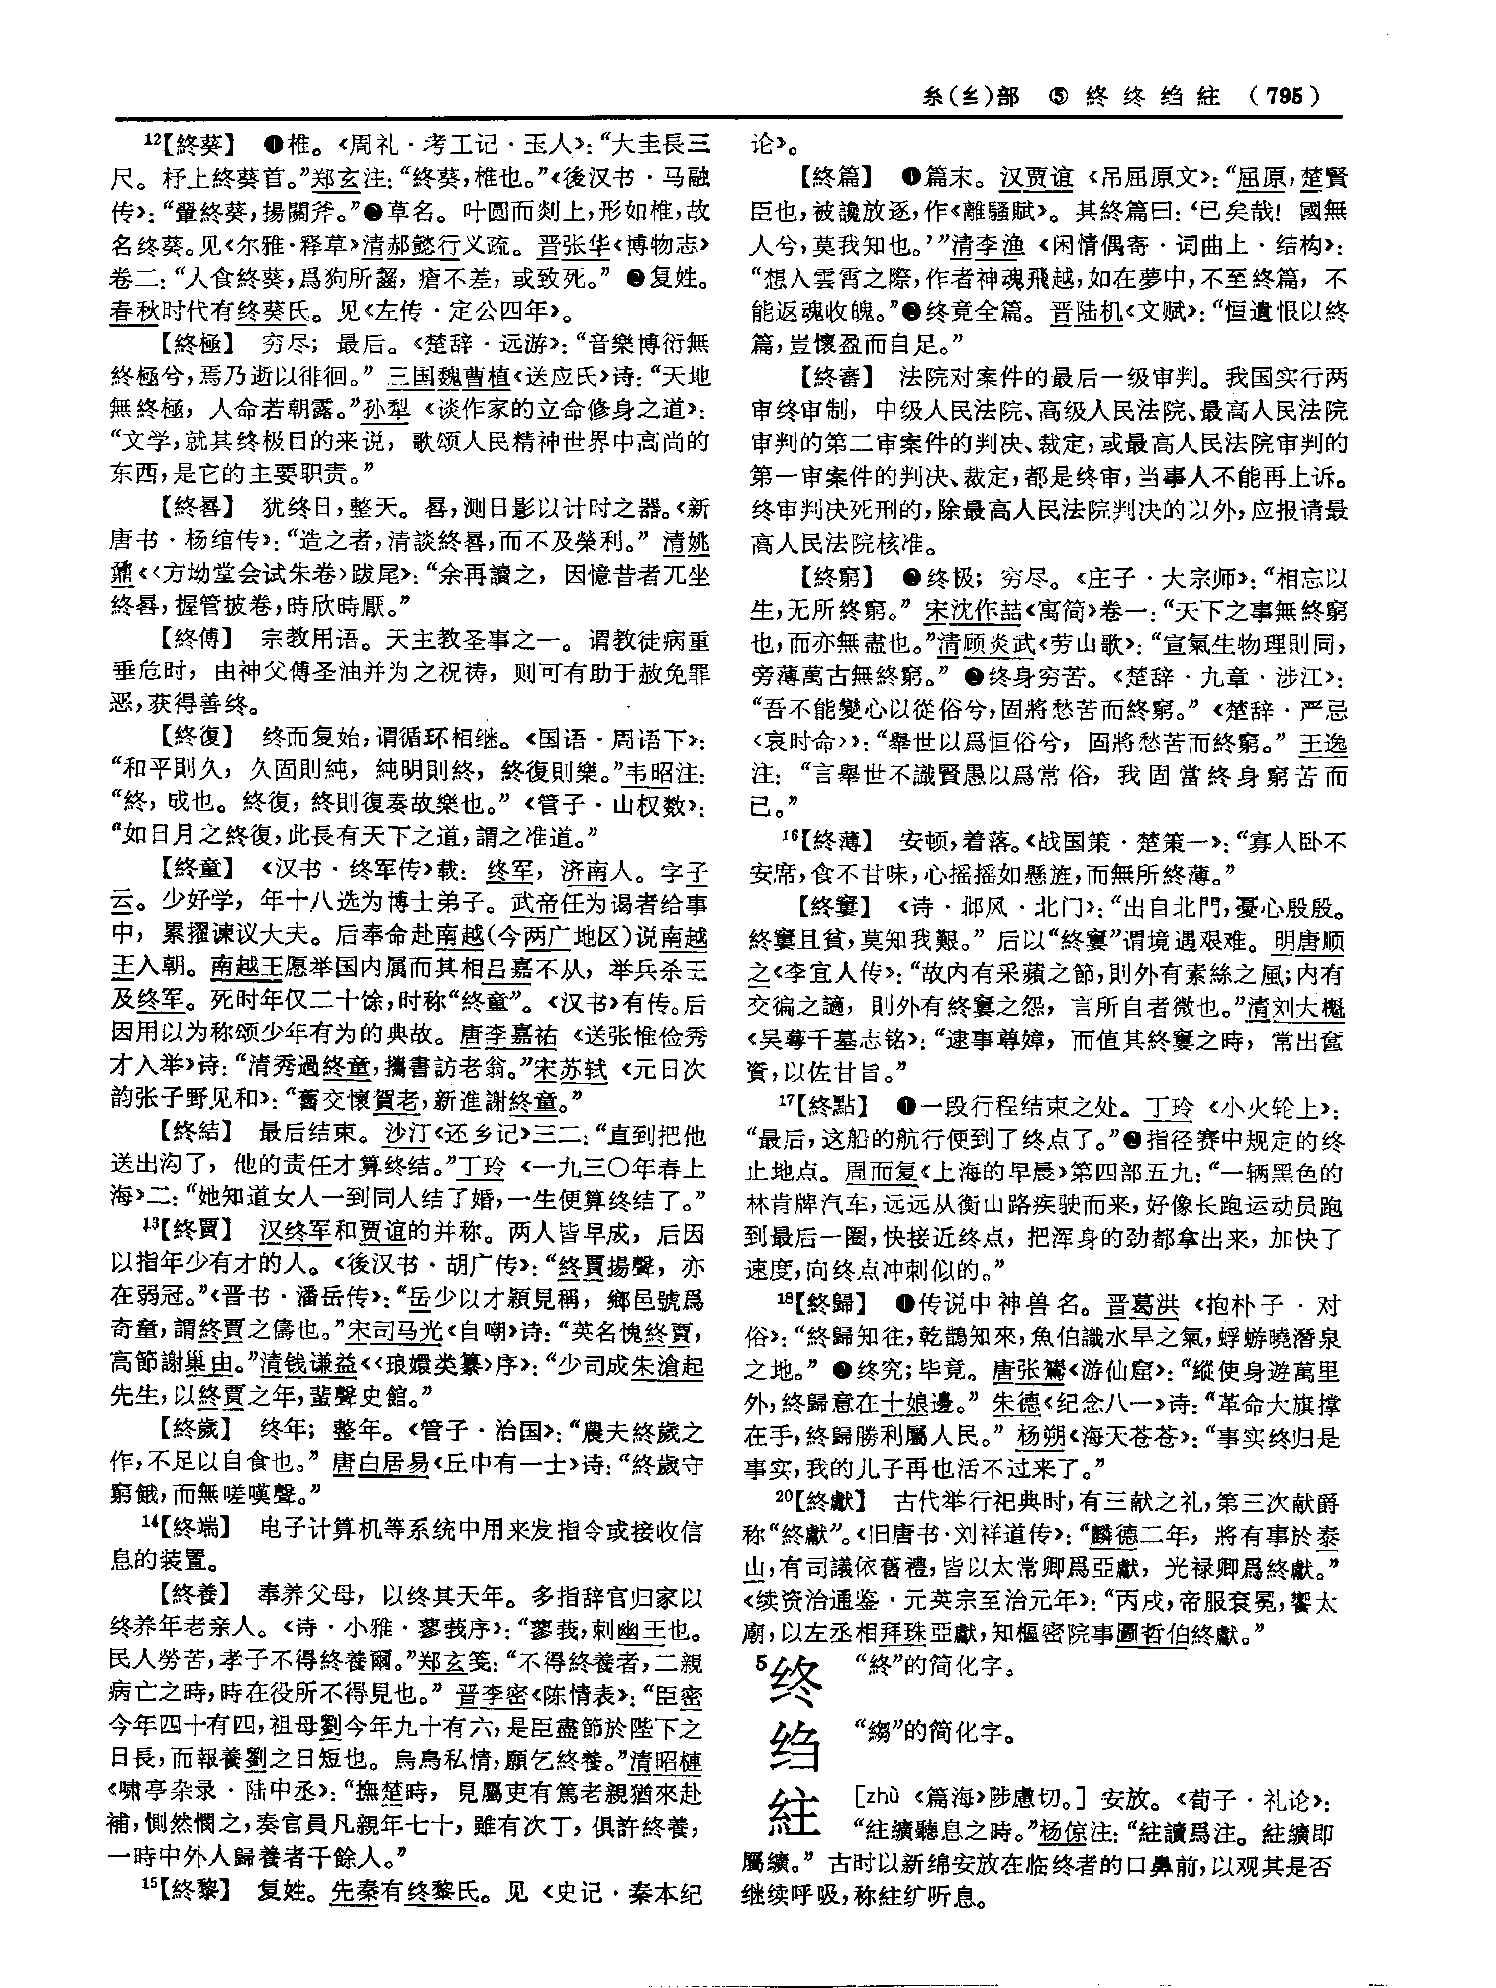 糸(纟)部 ⑤ 終 终 绉 紸 (795)
12【終葵】 ❶椎。《周礼·考工记·玉人》:“大圭長三
尺。杼上終葵首。”郑玄注:“終葵,椎也。”《後汉书·马融
传》:“翬終葵,揚關斧。”❷草名。叶圆而剡上,形如椎,故
名终葵。见《尔雅·释草》清郝懿行义疏。晋张华《博物志》
卷二:“人食終葵,爲狗所齧,瘡不差,或致死。” ❸复姓。
春秋时代有终葵氏。见《左传·定公四年》。
【終極】 穷尽;最后。《楚辞·远游》:“音樂博衍無
終極兮,焉乃逝以徘徊。”三国魏曹植《送应氏》诗:“天地
無終極,人命若朝露。”孙犁《谈作家的立命修身之道》:
“文学,就其终极目的来说,歌颂人民精神世界中高尚的
东西,是它的主要职责。”
【終晷】 犹终日,整天。晷,测日影以计时之器。《新
唐书·杨绾传》:“造之者,清談終晷,而不及榮利。”清姚
鼐《〈方坳堂会试朱卷〉跋尾》:“余再讀之,因憶昔者兀坐
終晷,握管披卷,時欣時厭。”
【終傅】 宗教用语。天主教圣事之一。谓教徒病重
垂危时,由神父傅圣油并为之祝祷,则可有助于赦免罪
恶,获得善终。
【終復】 终而复始,谓循环相继。《国语·周语下》:
“和平則久,久固則純,純明則終,終復則樂。”韦昭注:
“終,成也。終復,終則復奏故樂也。”《管子·山权数》:
“如日月之終復,此長有天下之道,謂之准道。”
【終童】 《汉书·终军传》载:终军,济南人。字子
云。少好学,年十八选为博士弟子。武帝任为谒者给事
中,累擢谏议大夫。后奉命赴南越(今两广地区)说南越
王入朝。南越王愿举国内属而其相吕嘉不从,举兵杀王
及终军。死时年仅二十馀,时称“終童”。《汉书》有传。后
因用以为称颂少年有为的典故。唐李嘉祐《送张惟俭秀
才入举》诗:“清秀過終童,攜書訪老翁。”宋苏轼《元日次
韵张子野见和》:“舊交懷賀老,新進謝終童。”
【終結】 最后结束。沙汀《还乡记》三二:“直到把他
送出沟了,他的责任才算终结。”丁玲《一九三〇年春上
海》二:“她知道女人一到同人结了婚,一生便算终结了。”
13【終賈】 汉终军和贾谊的并称。两人皆早成,后因
以指年少有才的人。《後汉书·胡广传》:“終賈揚聲,亦
在弱冠。”《晋书·潘岳传》:“岳少以才穎見稱,鄉邑號爲
奇童,謂終賈之儔也。”宋司马光《自嘲》诗:“英名愧終賈,
高節謝巢由。”清钱谦益《〈琅嬛类纂〉序》:“少司成朱滄起
先生,以終賈之年,蜚聲史館。”
【終歲】 终年;整年。《管子·治国》:“農夫終歲之
作,不足以自食也。”唐白居易《丘中有一士》诗:“終歲守
窮餓,而無嗟嘆聲。”
14【終端】 电子计算机等系统中用来发指令或接收信
息的装置。
【終養】 奉养父母,以终其天年。多指辞官归家以
终养年老亲人。《诗·小雅·蓼莪序》:“蓼莪,刺幽王也。
民人勞苦,孝子不得終養爾。”郑玄笺:“不得終養者,二親
病亡之時,時在役所不得見也。”晋李密《陈情表》:“臣密
今年四十有四,祖母劉今年九十有六,是臣盡節於陛下之
日長,而報養劉之日短也。烏鳥私情,願乞終養。”清昭槤
《啸亭杂录·陆中丞》:“撫楚時,見屬吏有篤老親猶來赴
補,惻然憫之,奏官員凡親年七十,雖有次丁,俱許終養,
一時中外人歸養者千餘人。”
15【終黎】 复姓。先秦有终黎氏。见《史记·秦本纪
论》。
【終篇】 ❶篇末。汉贾谊《吊屈原文》:“屈原,楚賢
臣也,被讒放逐,作《離騷賦》。其終篇曰:‘已矣哉!國無
人兮,莫我知也。’”清李渔《闲情偶寄·词曲上·结构》:
“想入雲霄之際,作者神魂飛越,如在夢中,不至終篇,不
能返魂收魄。”❷终竟全篇。晋陆机《文赋》:“恒遺恨以終
篇,豈懷盈而自足。”
【終審】 法院对案件的最后一级审判。我国实行两
审终审制,中级人民法院、高级人民法院、最高人民法院
审判的第二审案件的判决、裁定,或最高人民法院审判的
第一审案件的判决、裁定,都是终审,当事人不能再上诉。
终审判决死刑的,除最高人民法院判决的以外,应报请最
高人民法院核准。
【終窮】 ❶终极;穷尽。《庄子·大宗师》:“相忘以
生,无所終窮。”宋沈作喆《寓简》卷一:“天下之事無終窮
也,而亦無盡也。”清顾炎武《劳山歌》:“宣氣生物理則同,
旁薄萬古無終窮。” ❷终身穷苦。《楚辞·九章·涉江》:
“吾不能變心以從俗兮,固將愁苦而終窮。”《楚辞·严忌
〈哀时命〉》:“舉世以爲恒俗兮,固將愁苦而終窮。”王逸
注:“言舉世不識賢愚以爲常俗,我固當終身窮苦而
已。”
16【終薄】 安顿,着落。《战国策·楚策一》:“寡人卧不
安席,食不甘味,心摇摇如懸旌,而無所終薄。”
【終窶】 《诗·邶风·北门》:“出自北門,憂心殷殷。
終窶且貧,莫知我艱。”后以“終窶”谓境遇艰难。明唐顺
之《李宜人传》:“故内有采蘋之節,則外有素絲之風;内有
交徧之讁,則外有終窶之怨,言所自者微也。”清刘大櫆
《吴蕚千墓志铭》:“逮事尊嫜,而值其終窶之時,常出奩
資,以佐甘旨。”
17【終點】 ❶一段行程结束之处。丁玲《小火轮上》:
“最后,这船的航行便到了终点了。”❷指径赛中规定的终
止地点。周而复《上海的早晨》第四部五九:“一辆黑色的
林肯牌汽车,远远从衡山路疾驶而来,好像长跑运动员跑
到最后一圈,快接近终点,把浑身的劲都拿出来,加快了
速度,向终点冲刺似的。”
18【終歸】 ❶传说中神兽名。晋葛洪《抱朴子·对
俗》:“終歸知往,乾鵲知來,魚伯識水旱之氣,蜉蝣曉潛泉
之地。” ❷终究;毕竟。唐张鷟《游仙窟》:“縱使身遊萬里
外,終歸意在十娘邊。”朱德《纪念八一》诗:“革命大旗撑
在手,終歸勝利屬人民。”杨朔《海天苍苍》:“事实终归是
事实,我的儿子再也活不过来了。”
20【終獻】 古代举行祀典时,有三献之礼,第三次献爵
称“終獻”。《旧唐书·刘祥道传》:“麟德二年,將有事於泰
山,有司議依舊禮,皆以太常卿爲亞獻,光禄卿爲終獻。”
《续资治通鉴·元英宗至治元年》:“丙戌,帝服袞冕,饗太
廟,以左丞相拜珠亞獻,知樞密院事圖哲伯終獻。”
5终 “終”的简化字。
绉 “縐”的简化字。
紸 [zhù 《篇海》陟慮切。] 安放。《荀子·礼论》:
“紸纊聽息之時。”杨倞注:“紸讀爲注。紸纊即
屬纊。”古时以新绵安放在临终者的口鼻前,以观其是否
继续呼吸,称紸纩听息。